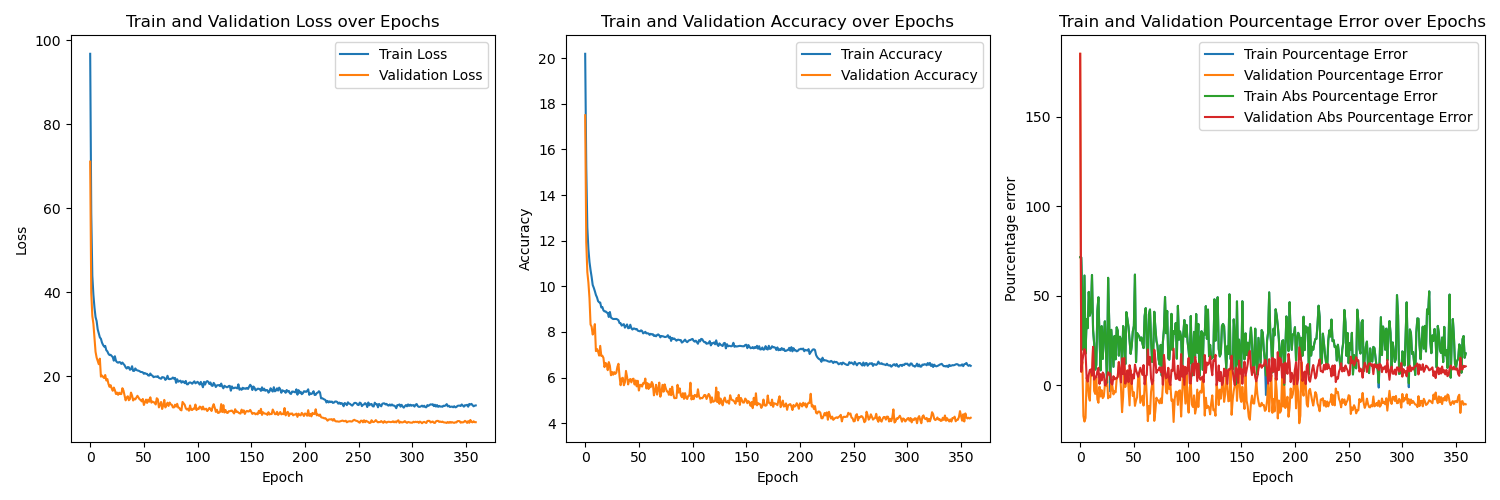 Train and Validation Loss over Epochs
Train Loss
Validation Loss
100
80
60
40
20
Loss
0
50
100
150
200
250
300
350
Epoch
Train and Validation Accuracy over Epochs
Train Accuracy
Validation Accuracy
20
18
16
14
12
10
8
6
4
Accuracy
0
50
100
150
200
250
300
350
Epoch
Train and Validation Pourcentage Error over Epochs
Train Pourcentage Error
Validation Pourcentage Error
Train Abs Pourcentage Error
Validation Abs Pourcentage Error
150
100
50
0
Pourcentage error
0
50
100
150
200
250
300
350
Epoch